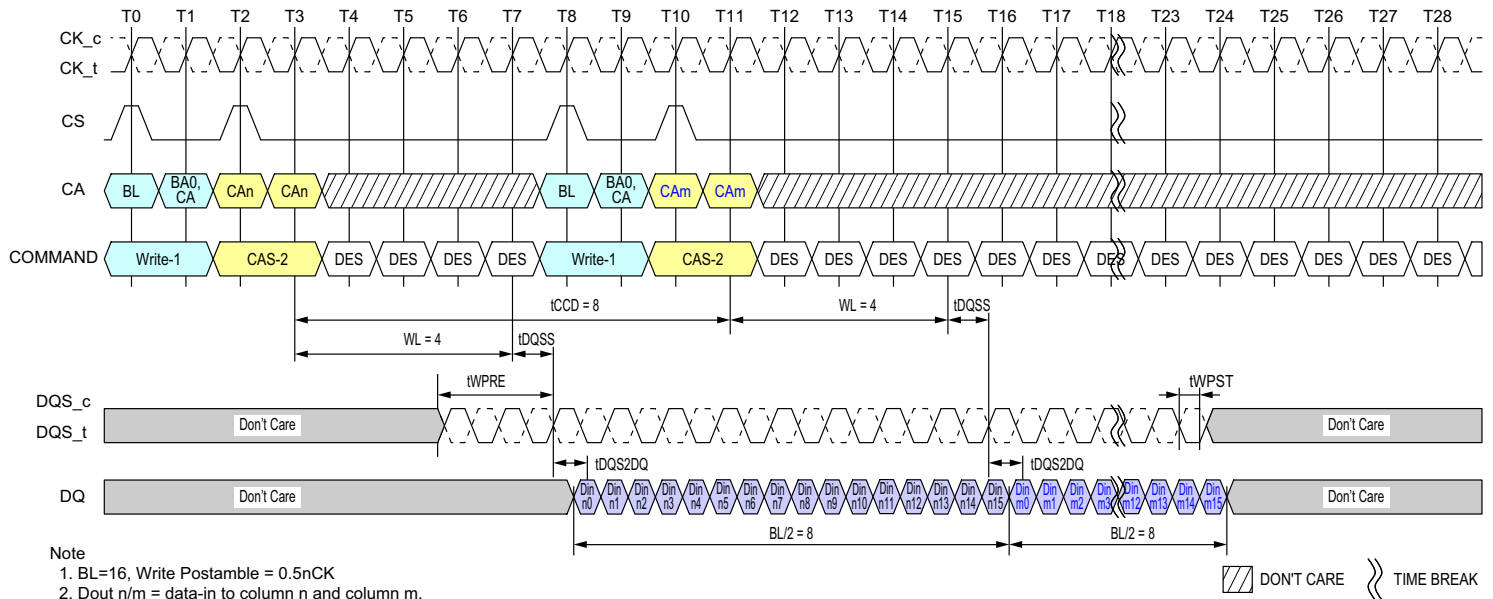 T0 T1 T2 T3 T4 T5 T6 T7 T8 T9 T10 T11 T12 T13 T14 T15 T16 T17 T18 T23 T24 T25 T26 T27 T28
CK_c
CK_t
CS
CA BL BA0, CA CAn CAn BL BA0, CA CAm CAm
COMMAND Write-1 CAS-2 DES DES DES DES Write-1 CAS-2 DES DES DES DES DES DES DES DES DES DES DES DES DES
tCCD = 8 WL = 4 tDQSS
WL = 4 tDQSS
tWPRE tWPST
DQS_c
DQS_t Don't Care Don't Care
tDQS2DQ tDQS2DQ
DQ Don't Care Din n0 Din n1 Din n2 Din n3 Din n4 Din n5 Din n6 Din n7 Din n8 Din n9 Din n10 Din n11 Din n12 Din n13 Din n14 Din n15 Din m0 Din m1 Din m2 Din m3 Din m12 Din m13 Din m14 Din m15 Don't Care
BL/2 = 8 BL/2 = 8
Note
1. BL=16, Write Postamble = 0.5nCK
2. Dout n/m = data-in to column n and column m.
DON'T CARE TIME BREAK